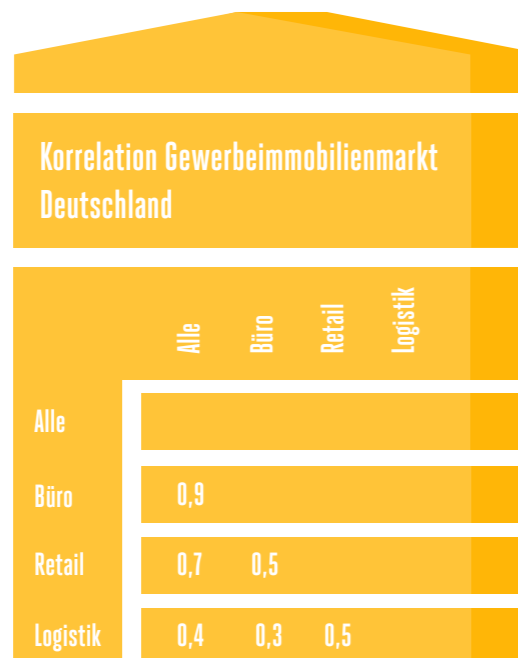 Korrelation Gewerbeimmobilienmarkt
Deutschland
Alle Büro Retail Logistik
Alle
Büro 0,9
Retail 0,7 0,5
Logistik 0,4 0,3 0,5